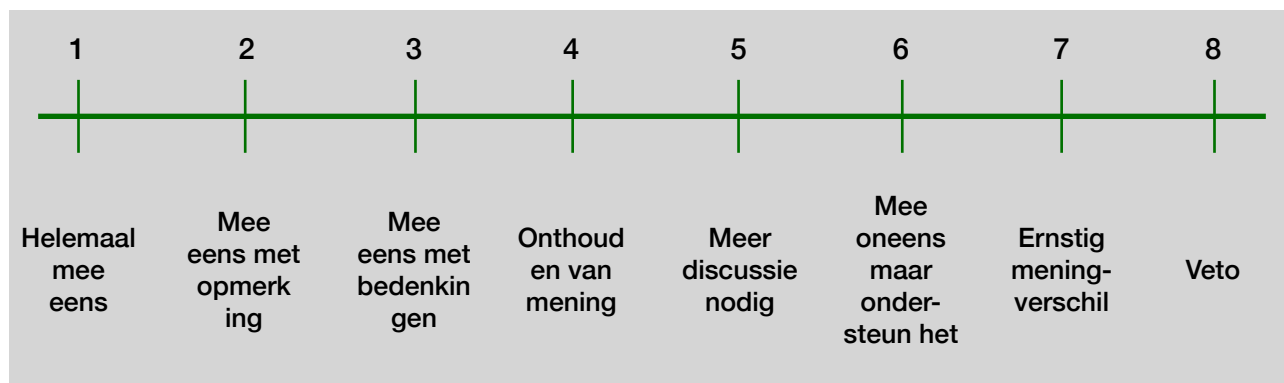 1 2 3 4 5 6 7 8
Helemaal
mee
eens
Mee
eens met
opmerk
ing
Mee
eens met
bedenkin
gen
Onthoud
en van
mening
Meer
discussie
nodig
Mee
oneens
maar
onder-
steun het
Ernstig
mening-
verschil
Veto